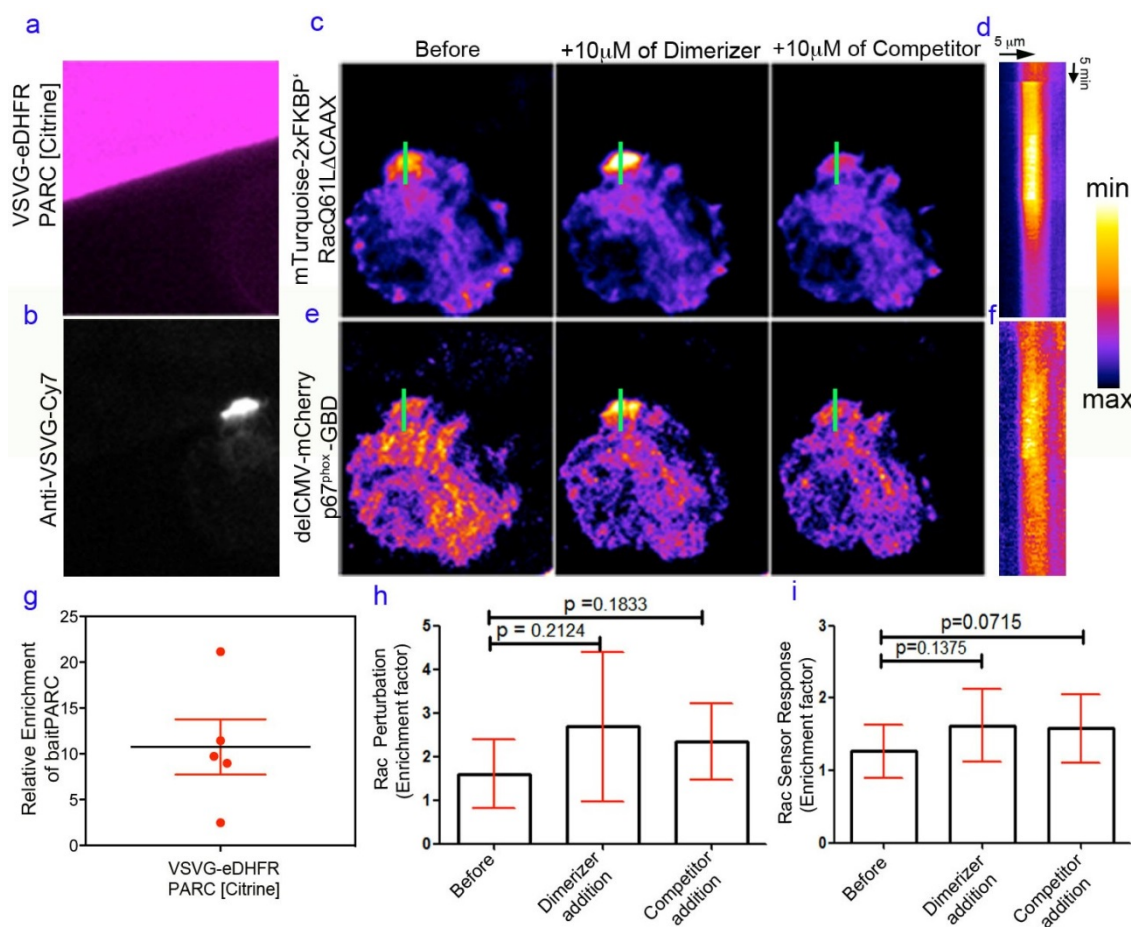 a
VSVG-eDHFR
PARC [Citrine]
b
Anti-VSVG-Cy7
c
Before
+10μM of Dimerizer
+10μM of Competitor
mTurquoise-2xFKBP'
RacQ61LΔCAAX
d
5 μm
5 min
e
delCMV-mCherry
p67phox-GBD
f
min
max
g
Relative Enrichment
of baitPARC
25
20
15
10
5
0
VSVG-eDHFR
PARC [Citrine]
h
p =0.1833
p = 0.2124
Rac Perturbation
(Enrichment factor)
5
4
3
2
1
0
Before
Dimerizer
addition
Competitor
addition
i
p=0.0715
p=0.1375
Rac Sensor Response
(Enrichment factor)
3
2
1
0
Before
Dimerizer
addition
Competitor
addition